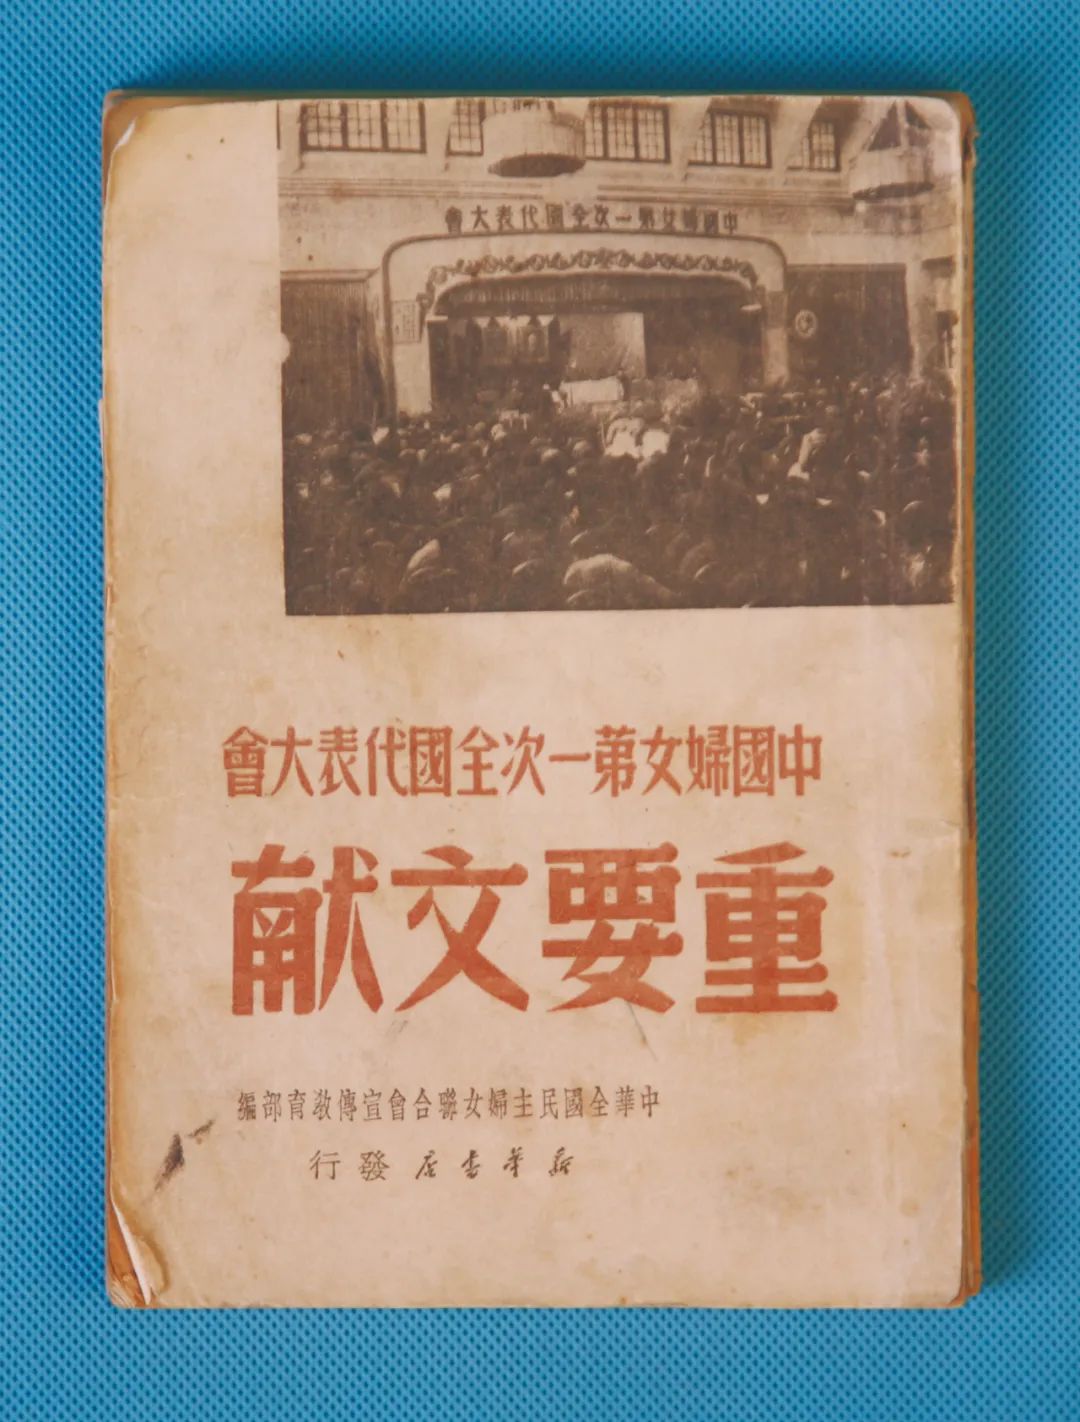 中國婦女第一次全國代表大會
中國婦女第一次全國代表大會
重要文献
中華全國民主婦女聯合會宣傳教育部編
新華書店發行